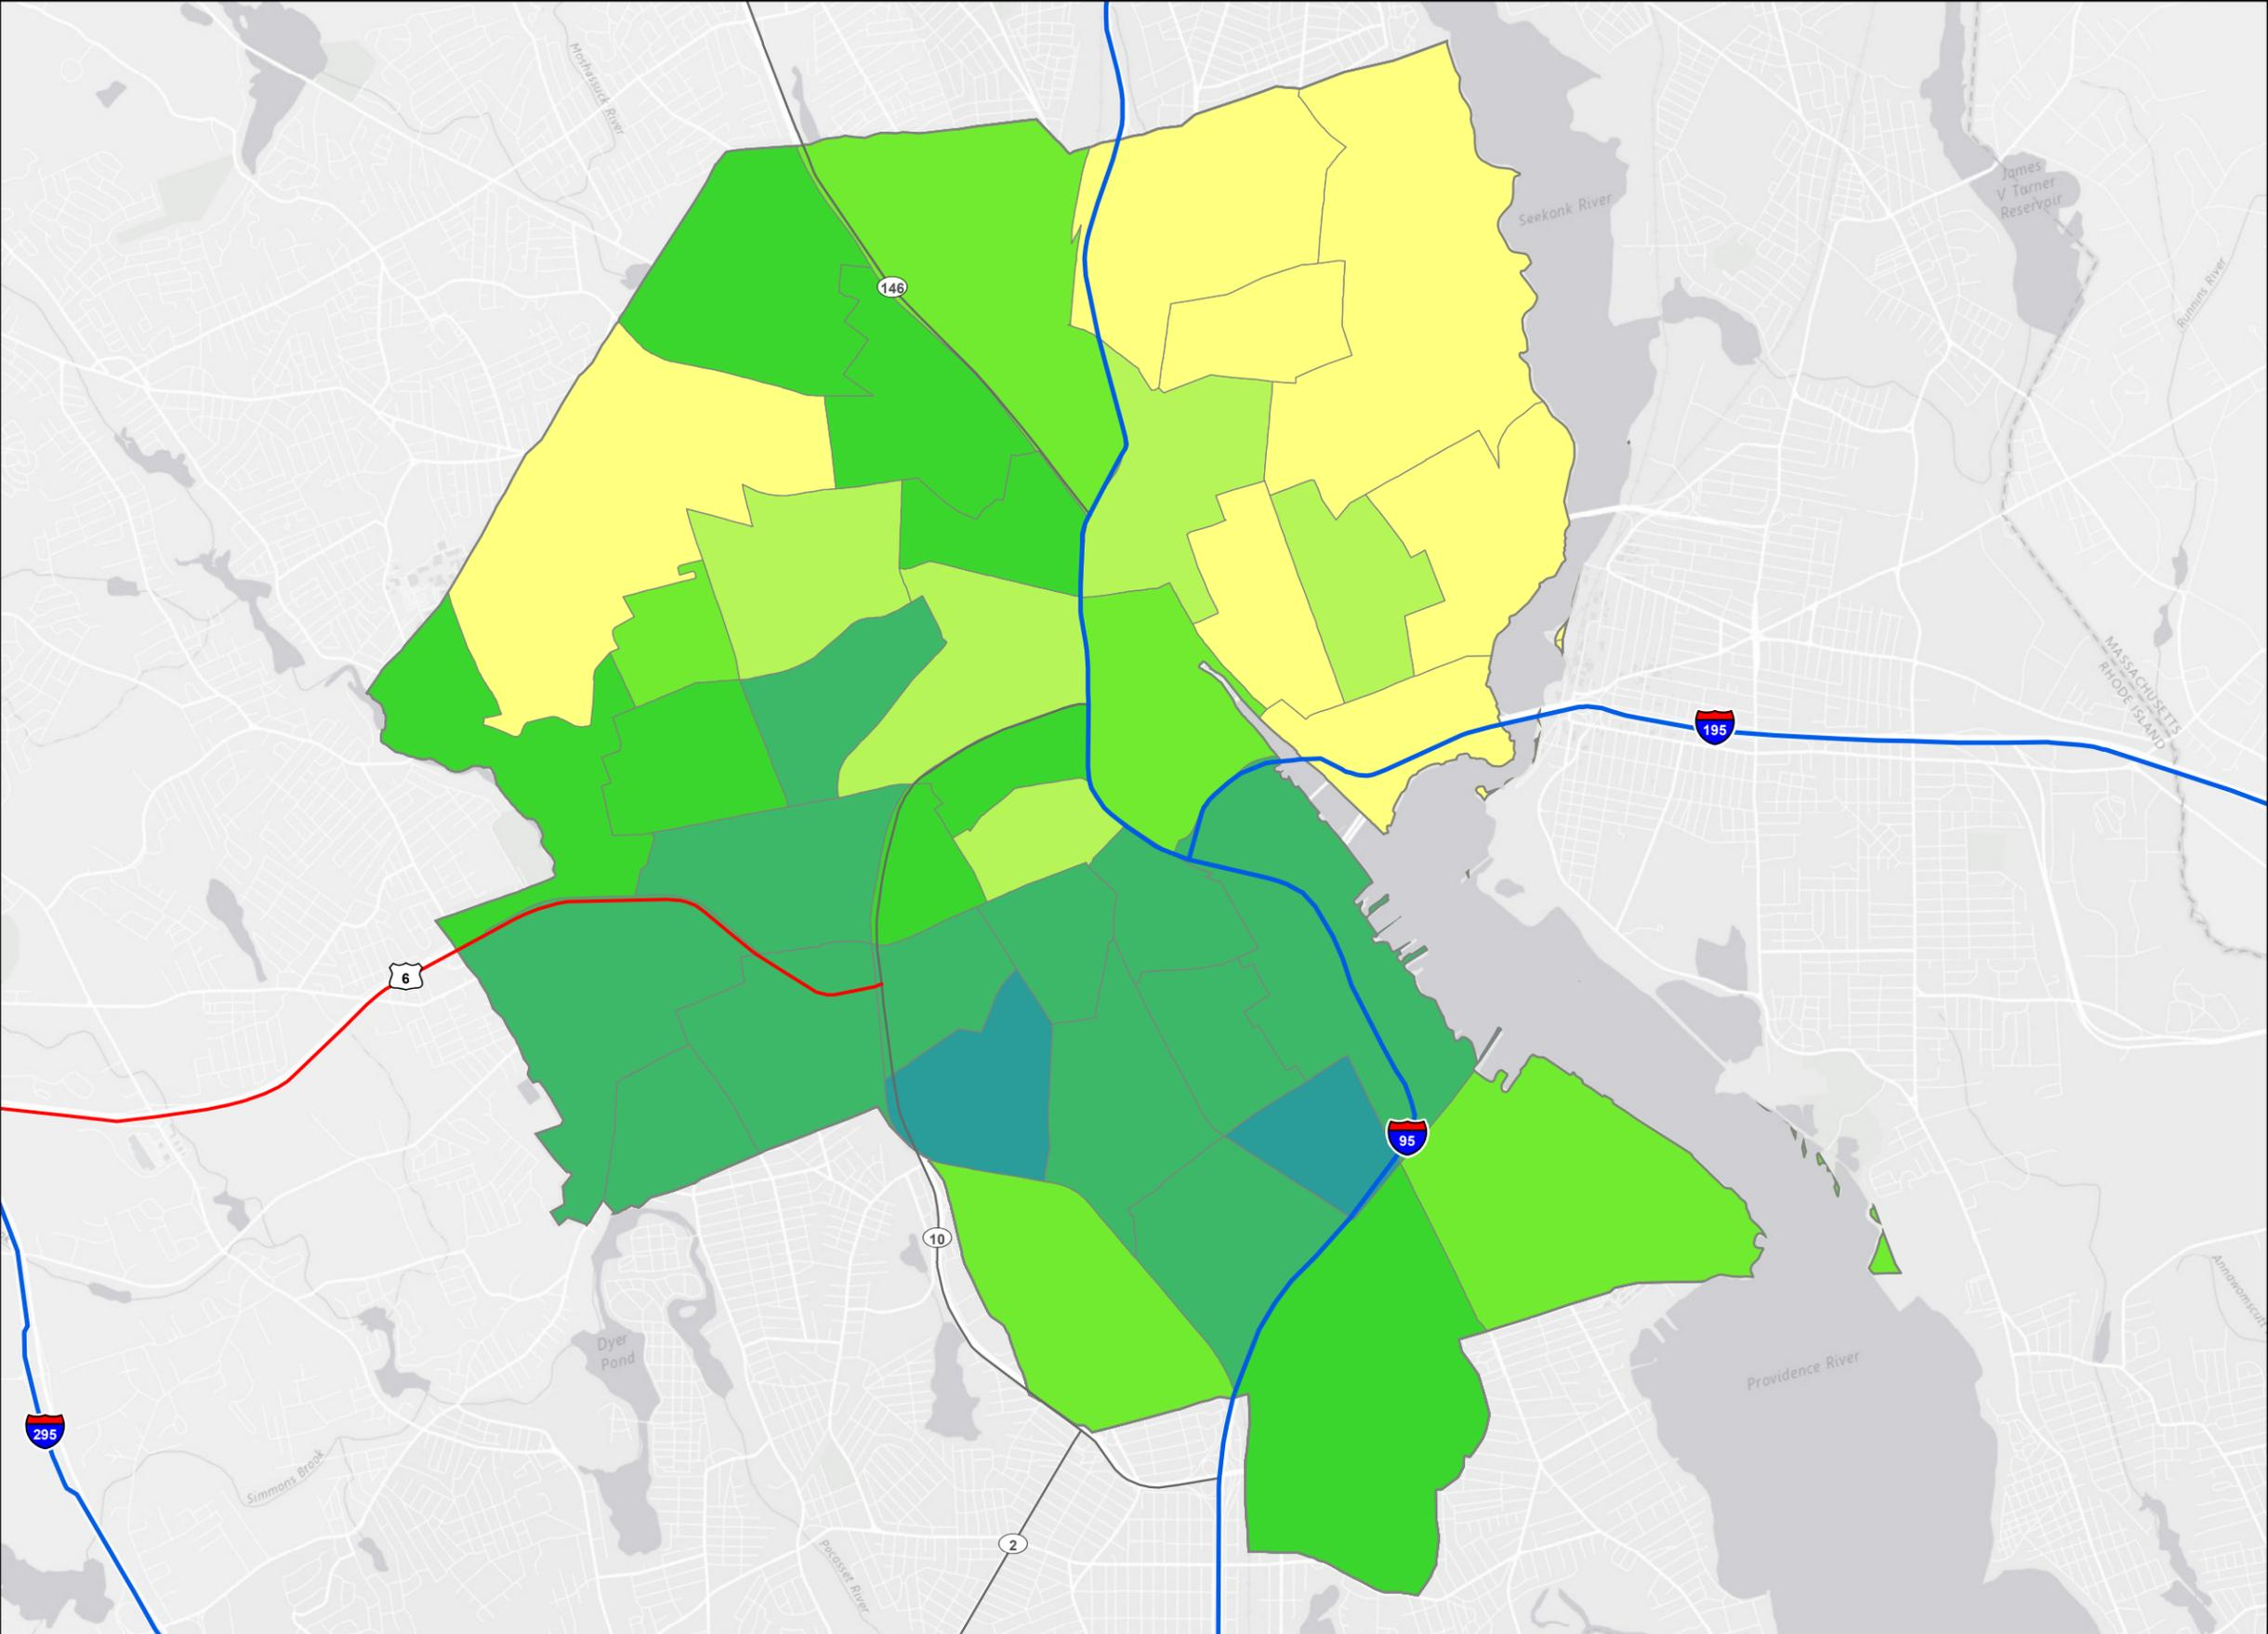 Moshassuck River
146
Seekonk River
James
V Turner
Reservoir
Runnins River
MASSACHUSETTS
RHODE ISLAND
195
6
95
10
Dyer
Pond
Providence River
295
Simmons Brook
Pocasset River
2